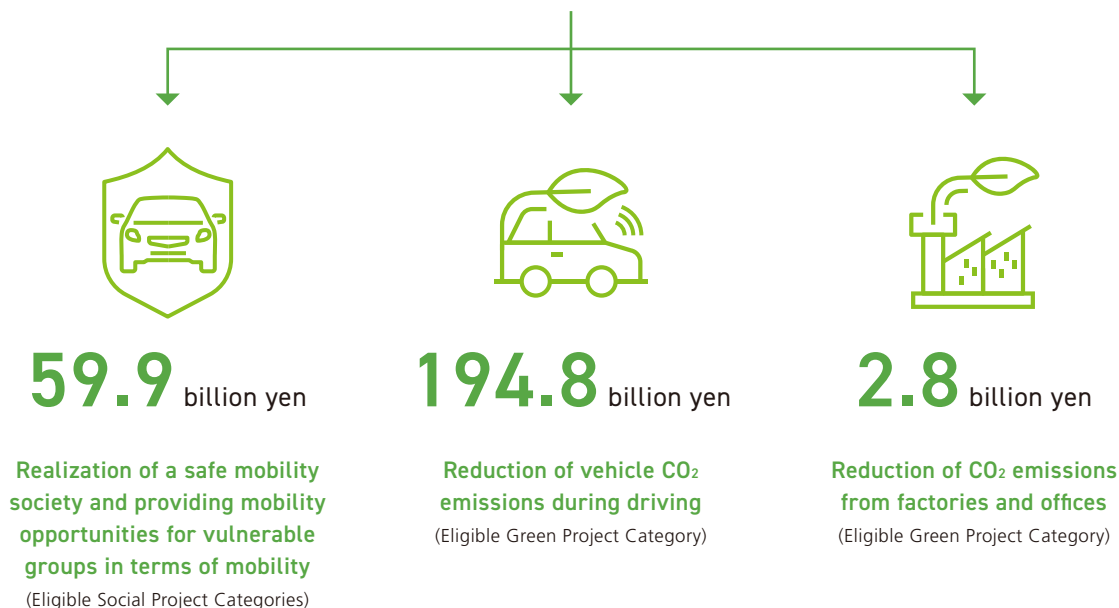 59.9 billion yen
Realization of a safe mobility
society and providing mobility
opportunities for vulnerable
groups in terms of mobility
(Eligible Social Project Categories)
194.8 billion yen
Reduction of vehicle CO₂
emissions during driving
(Eligible Green Project Category)
2.8 billion yen
Reduction of CO₂ emissions
from factories and offices
(Eligible Green Project Category)